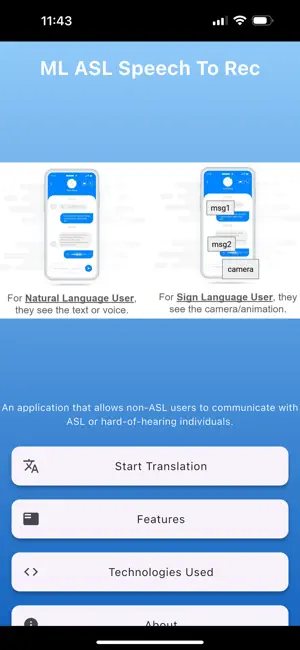 11:43
ML ASL Speech To Rec
msg1
msg2
camera
For Natural Language User,
they see the text or voice.
For Sign Language User, they
see the camera/animation.
An application that allows non-ASL users to communicate with
ASL or hard-of-hearing individuals.
Start Translation
Features
Technologies Used
About